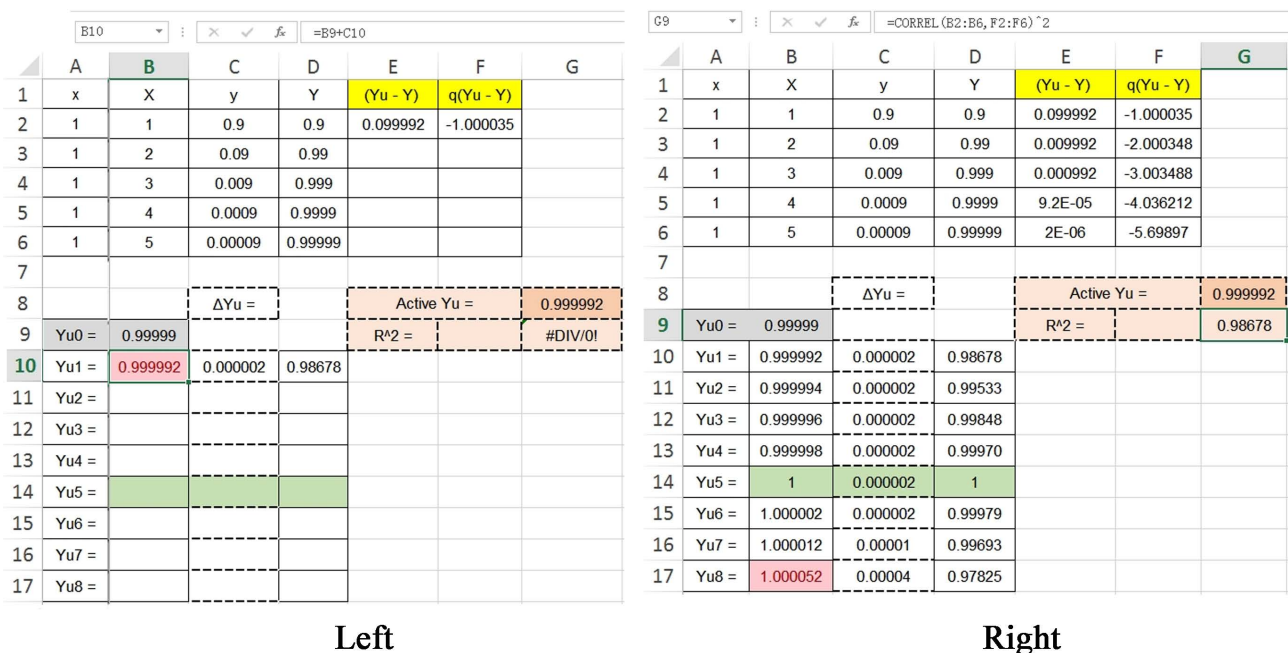 B10 fx =B9+C10
A B C D E F G
1 x X y Y (Yu - Y) q(Yu - Y)
2 1 1 0.9 0.9 0.099992 -1.000035
3 1 2 0.09 0.99
4 1 3 0.009 0.999
5 1 4 0.0009 0.9999
6 1 5 0.00009 0.99999
7
8 ΔYu = Active Yu = 0.999992
9 Yu0 = 0.99999 R^2 = #DIV/0!
10 Yu1 = 0.999992 0.000002 0.98678
11 Yu2 =
12 Yu3 =
13 Yu4 =
14 Yu5 =
15 Yu6 =
16 Yu7 =
17 Yu8 =
Left
G9 fx =CORREL(B2:B6,F2:F6)^2
A B C D E F G
1 x X y Y (Yu - Y) q(Yu - Y)
2 1 1 0.9 0.9 0.099992 -1.000035
3 1 2 0.09 0.99 0.009992 -2.000348
4 1 3 0.009 0.999 0.000992 -3.003488
5 1 4 0.0009 0.9999 9.2E-05 -4.036212
6 1 5 0.00009 0.99999 2E-06 -5.69897
7
8 ΔYu = Active Yu = 0.999992
9 Yu0 = 0.99999 R^2 = 0.98678
10 Yu1 = 0.999992 0.000002 0.98678
11 Yu2 = 0.999994 0.000002 0.99533
12 Yu3 = 0.999996 0.000002 0.99848
13 Yu4 = 0.999998 0.000002 0.99970
14 Yu5 = 1 0.000002 1
15 Yu6 = 1.000002 0.000002 0.99979
16 Yu7 = 1.000012 0.00001 0.99693
17 Yu8 = 1.000052 0.00004 0.97825
Right